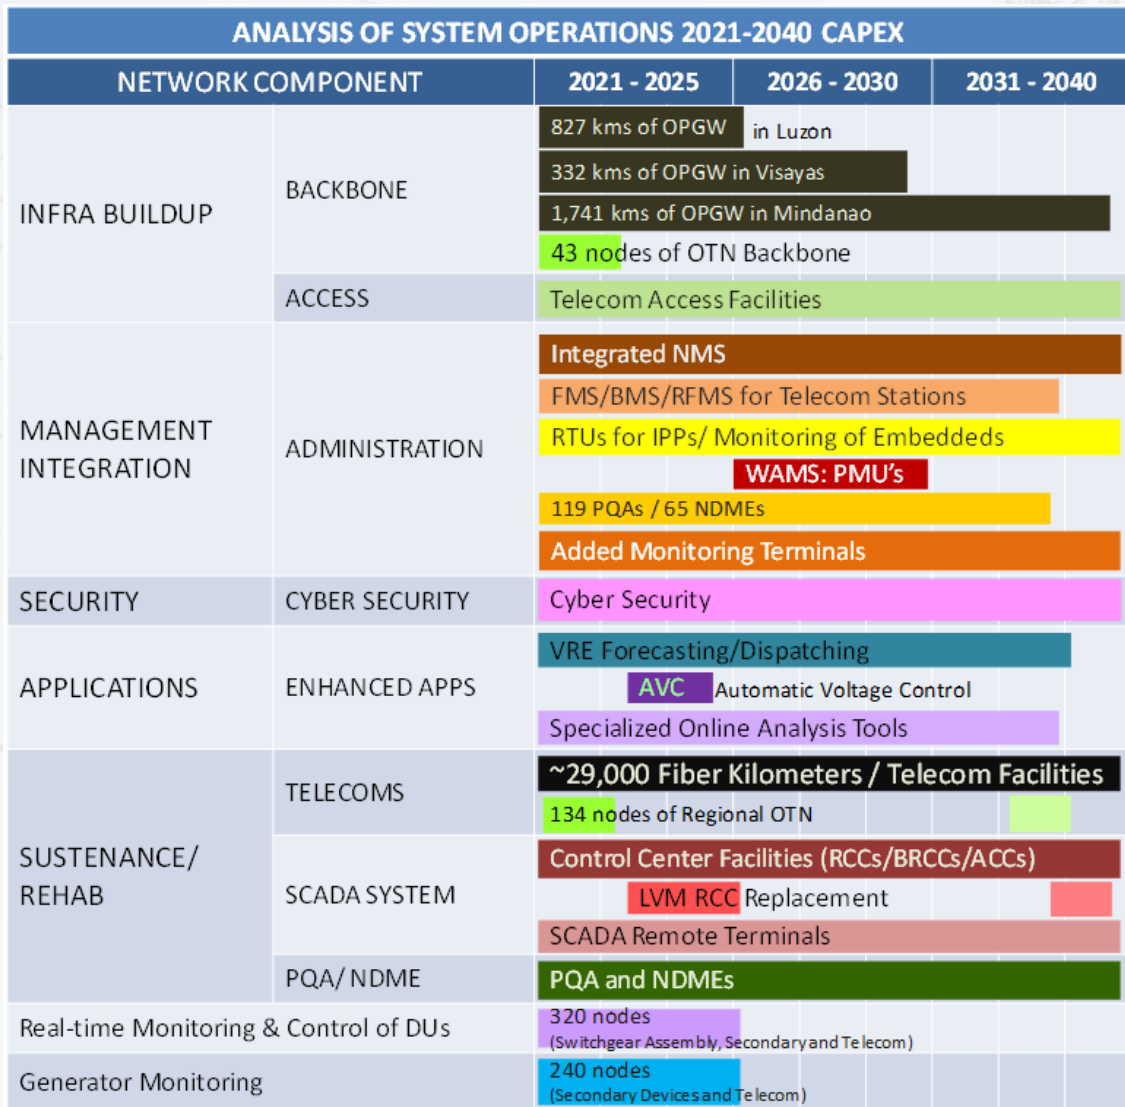 ANALYSIS OF SYSTEM OPERATIONS 2021-2040 CAPEX
NETWORK COMPONENT
2021 - 2025
2026 - 2030
2031 - 2040
INFRA BUILDUP
BACKBONE
827 kms of OPGW in Luzon
332 kms of OPGW in Visayas
1,741 kms of OPGW in Mindanao
43 nodes of OTN Backbone
ACCESS
Telecom Access Facilities
MANAGEMENT
INTEGRATION
ADMINISTRATION
Integrated NMS
FMS/BMS/RFMS for Telecom Stations
RTUs for IPPs/ Monitoring of Embeddeds
WAMS: PMU's
119 PQAs / 65 NDMEs
Added Monitoring Terminals
SECURITY
CYBER SECURITY
Cyber Security
APPLICATIONS
ENHANCED APPS
VRE Forecasting/Dispatching
AVC Automatic Voltage Control
Specialized Online Analysis Tools
SUSTENANCE/
REHAB
TELECOMS
~29,000 Fiber Kilometers / Telecom Facilities
134 nodes of Regional OTN
SCADA SYSTEM
Control Center Facilities (RCCs/BRCCs/ACCs)
LVM RCC Replacement
SCADA Remote Terminals
PQA/ NDME
PQA and NDMEs
Real-time Monitoring & Control of DUs
320 nodes
(Switchgear Assembly, Secondary and Telecom)
Generator Monitoring
240 nodes
(Secondary Devices and Telecom)